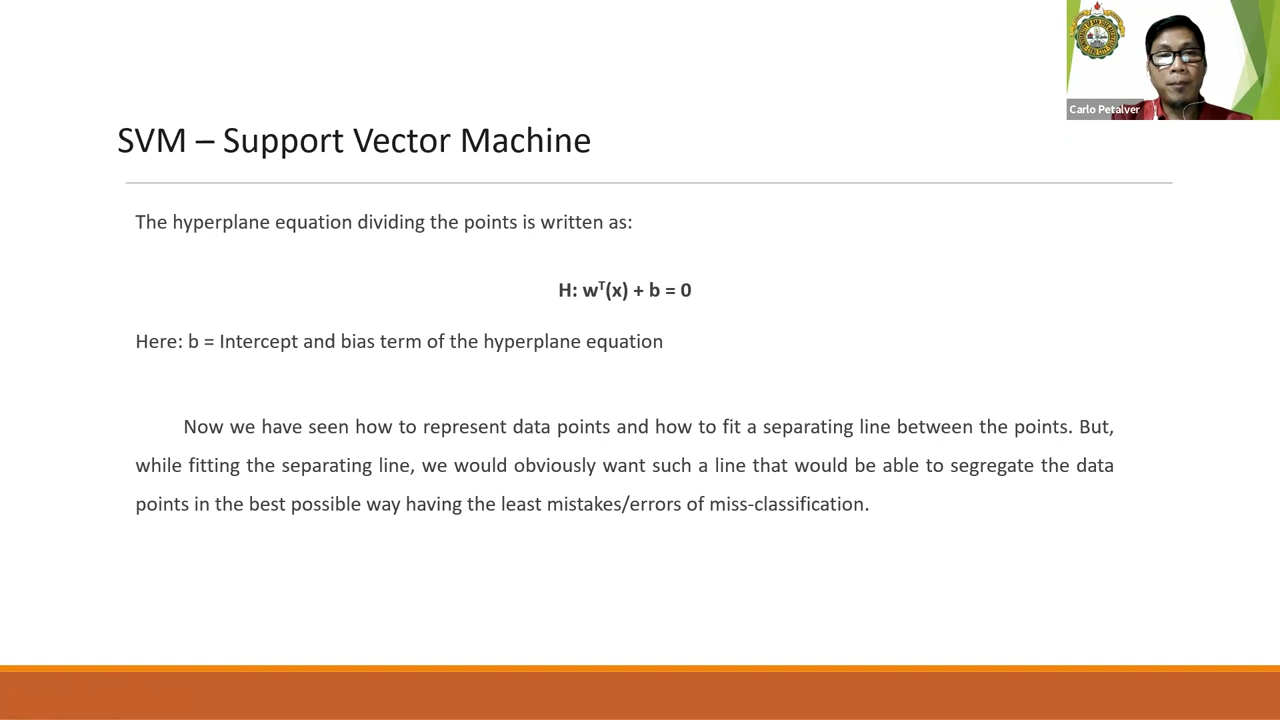 Carlo Petalver
SVM – Support Vector Machine
The hyperplane equation dividing the points is written as:
H: wᵀ(x) + b = 0
Here: b = Intercept and bias term of the hyperplane equation
Now we have seen how to represent data points and how to fit a separating line between the points. But,
while fitting the separating line, we would obviously want such a line that would be able to segregate the data
points in the best possible way having the least mistakes/errors of miss-classification.